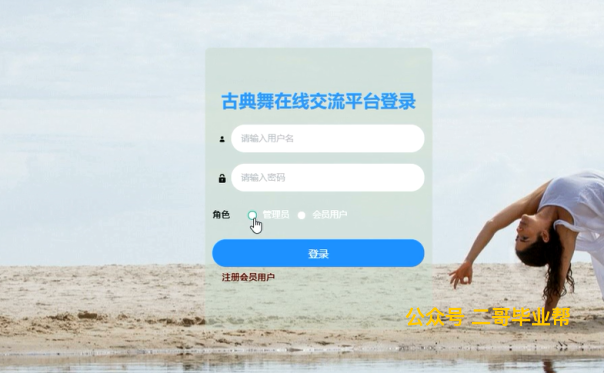 古典舞在线交流平台登录
请输入用户名
请输入密码
角色 管理员 会员用户
登录
注册会员用户
公众号 二哥毕业帮